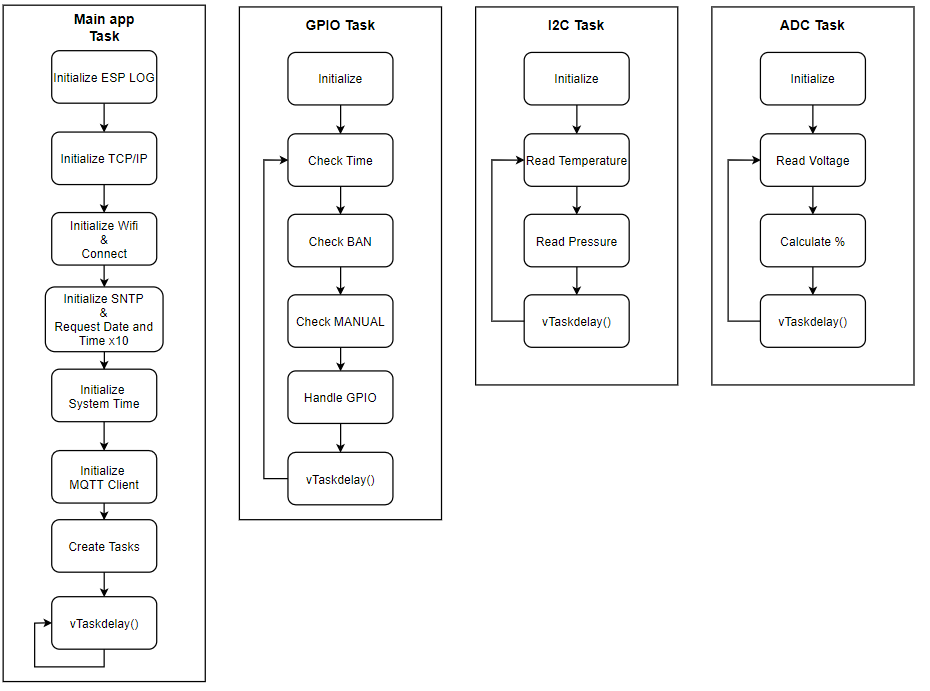 Main app
Task
Initialize ESP LOG
Initialize TCP/IP
Initialize Wifi
&
Connect
Initialize SNTP
&
Request Date and
Time x10
Initialize
System Time
Initialize
MQTT Client
Create Tasks
vTaskdelay()
GPIO Task
Initialize
Check Time
Check BAN
Check MANUAL
Handle GPIO
vTaskdelay()
I2C Task
Initialize
Read Temperature
Read Pressure
vTaskdelay()
ADC Task
Initialize
Read Voltage
Calculate %
vTaskdelay()